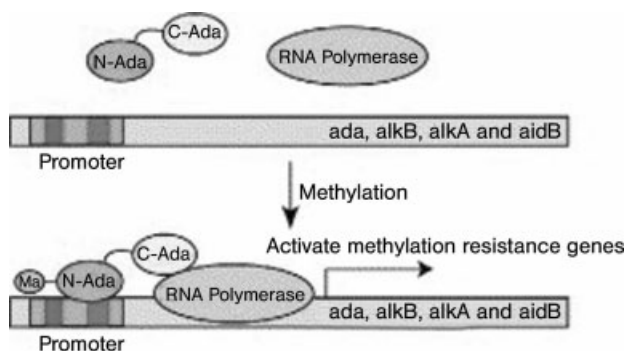 C-Ada
N-Ada
RNA Polymerase
ada, alkB, alkA and aidB
Promoter
Methylation
Activate methylation resistance genes
C-Ada
Ma
N-Ada
RNA Polymerase
ada, alkB, alkA and aidB
Promoter